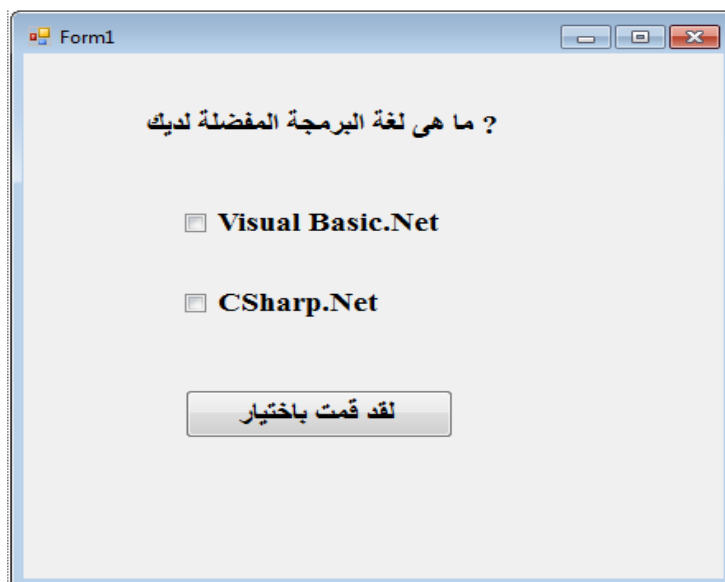 Form1
ما هى لغة البرمجة المفضلة لديك ?
Visual Basic.Net
CSharp.Net
لقد قمت باختيار